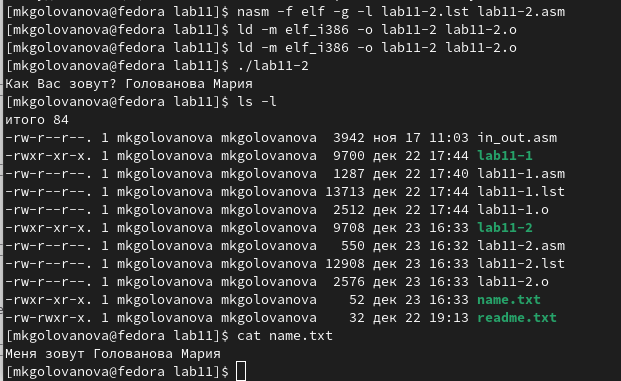 [mkgolovanova@fedora lab11]$ nasm -f elf -g -l lab11-2.lst lab11-2.asm
[mkgolovanova@fedora lab11]$ ld -m elf_i386 -o lab11-2 lab11-2.o
[mkgolovanova@fedora lab11]$ ld -m elf_i386 -o lab11-2 lab11-2.o
[mkgolovanova@fedora lab11]$ ./lab11-2
Как Вас зовут? Голованова Мария
[mkgolovanova@fedora lab11]$ ls -l
итого 84
-rw-r--r--. 1 mkgolovanova mkgolovanova  3942 ноя 17 11:03 in_out.asm
-rwxr-xr-x. 1 mkgolovanova mkgolovanova  9700 дек 22 17:44 lab11-1
-rw-r--r--. 1 mkgolovanova mkgolovanova  1287 дек 22 17:40 lab11-1.asm
-rw-r--r--. 1 mkgolovanova mkgolovanova 13713 дек 22 17:44 lab11-1.lst
-rw-r--r--. 1 mkgolovanova mkgolovanova  2512 дек 22 17:44 lab11-1.o
-rwxr-xr-x. 1 mkgolovanova mkgolovanova  9708 дек 23 16:33 lab11-2
-rw-r--r--. 1 mkgolovanova mkgolovanova   550 дек 23 16:32 lab11-2.asm
-rw-r--r--. 1 mkgolovanova mkgolovanova 12908 дек 23 16:33 lab11-2.lst
-rw-r--r--. 1 mkgolovanova mkgolovanova  2576 дек 23 16:33 lab11-2.o
-rwxr-xr-x. 1 mkgolovanova mkgolovanova    52 дек 23 16:33 name.txt
-rw-rwxr--. 1 mkgolovanova mkgolovanova    32 дек 22 19:13 readme.txt
[mkgolovanova@fedora lab11]$ cat name.txt
Меня зовут Голованова Мария
[mkgolovanova@fedora lab11]$